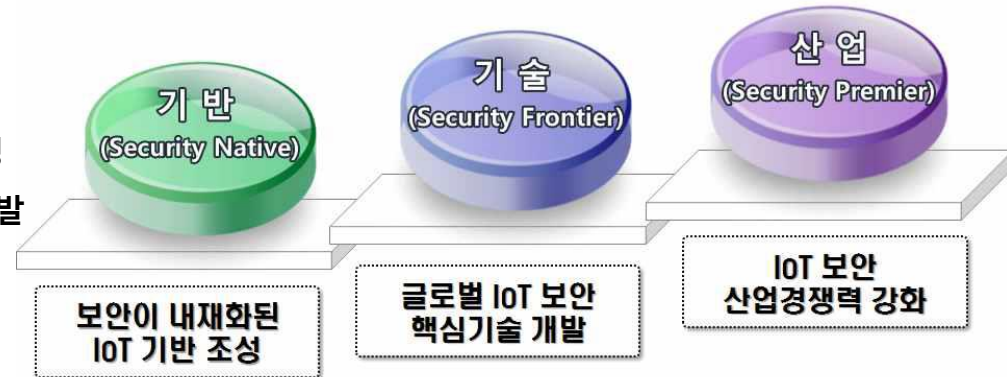 기 반
(Security Native)
보안이 내재화된
IoT 기반 조성
기 술
(Security Frontier)
글로벌 IoT 보안
핵심기술 개발
산 업
(Security Premier)
IoT 보안
산업경쟁력 강화
발